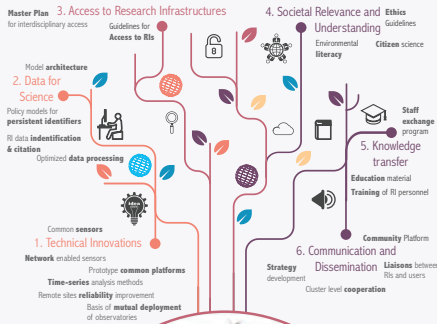 Master Plan
for interdisciplinary access
3. Access to Research Infrastructures
Guidelines for
Access to RIs
4. Societal Relevance and
Understanding
Ethics
Guidelines
Environmental
literacy
Citizen science
Model architecture
2. Data for
Science
Policy models for
persistent identifiers
RI data indentification
& citation
Optimized data processing
Staff
exchange
program
5. Knowledge
transfer
Education material
Training of RI personnel
idea
Common sensors
1. Technical Innovations
Network enabled sensors
Prototype common platforms
Time-series analysis methods
Remote sites reliability improvement
Basis of mutual deployment
of observatories
Community Platform
6. Communication and
Dissemination
Strategy
development
Liaisons between
RIs and users
Cluster level cooperation